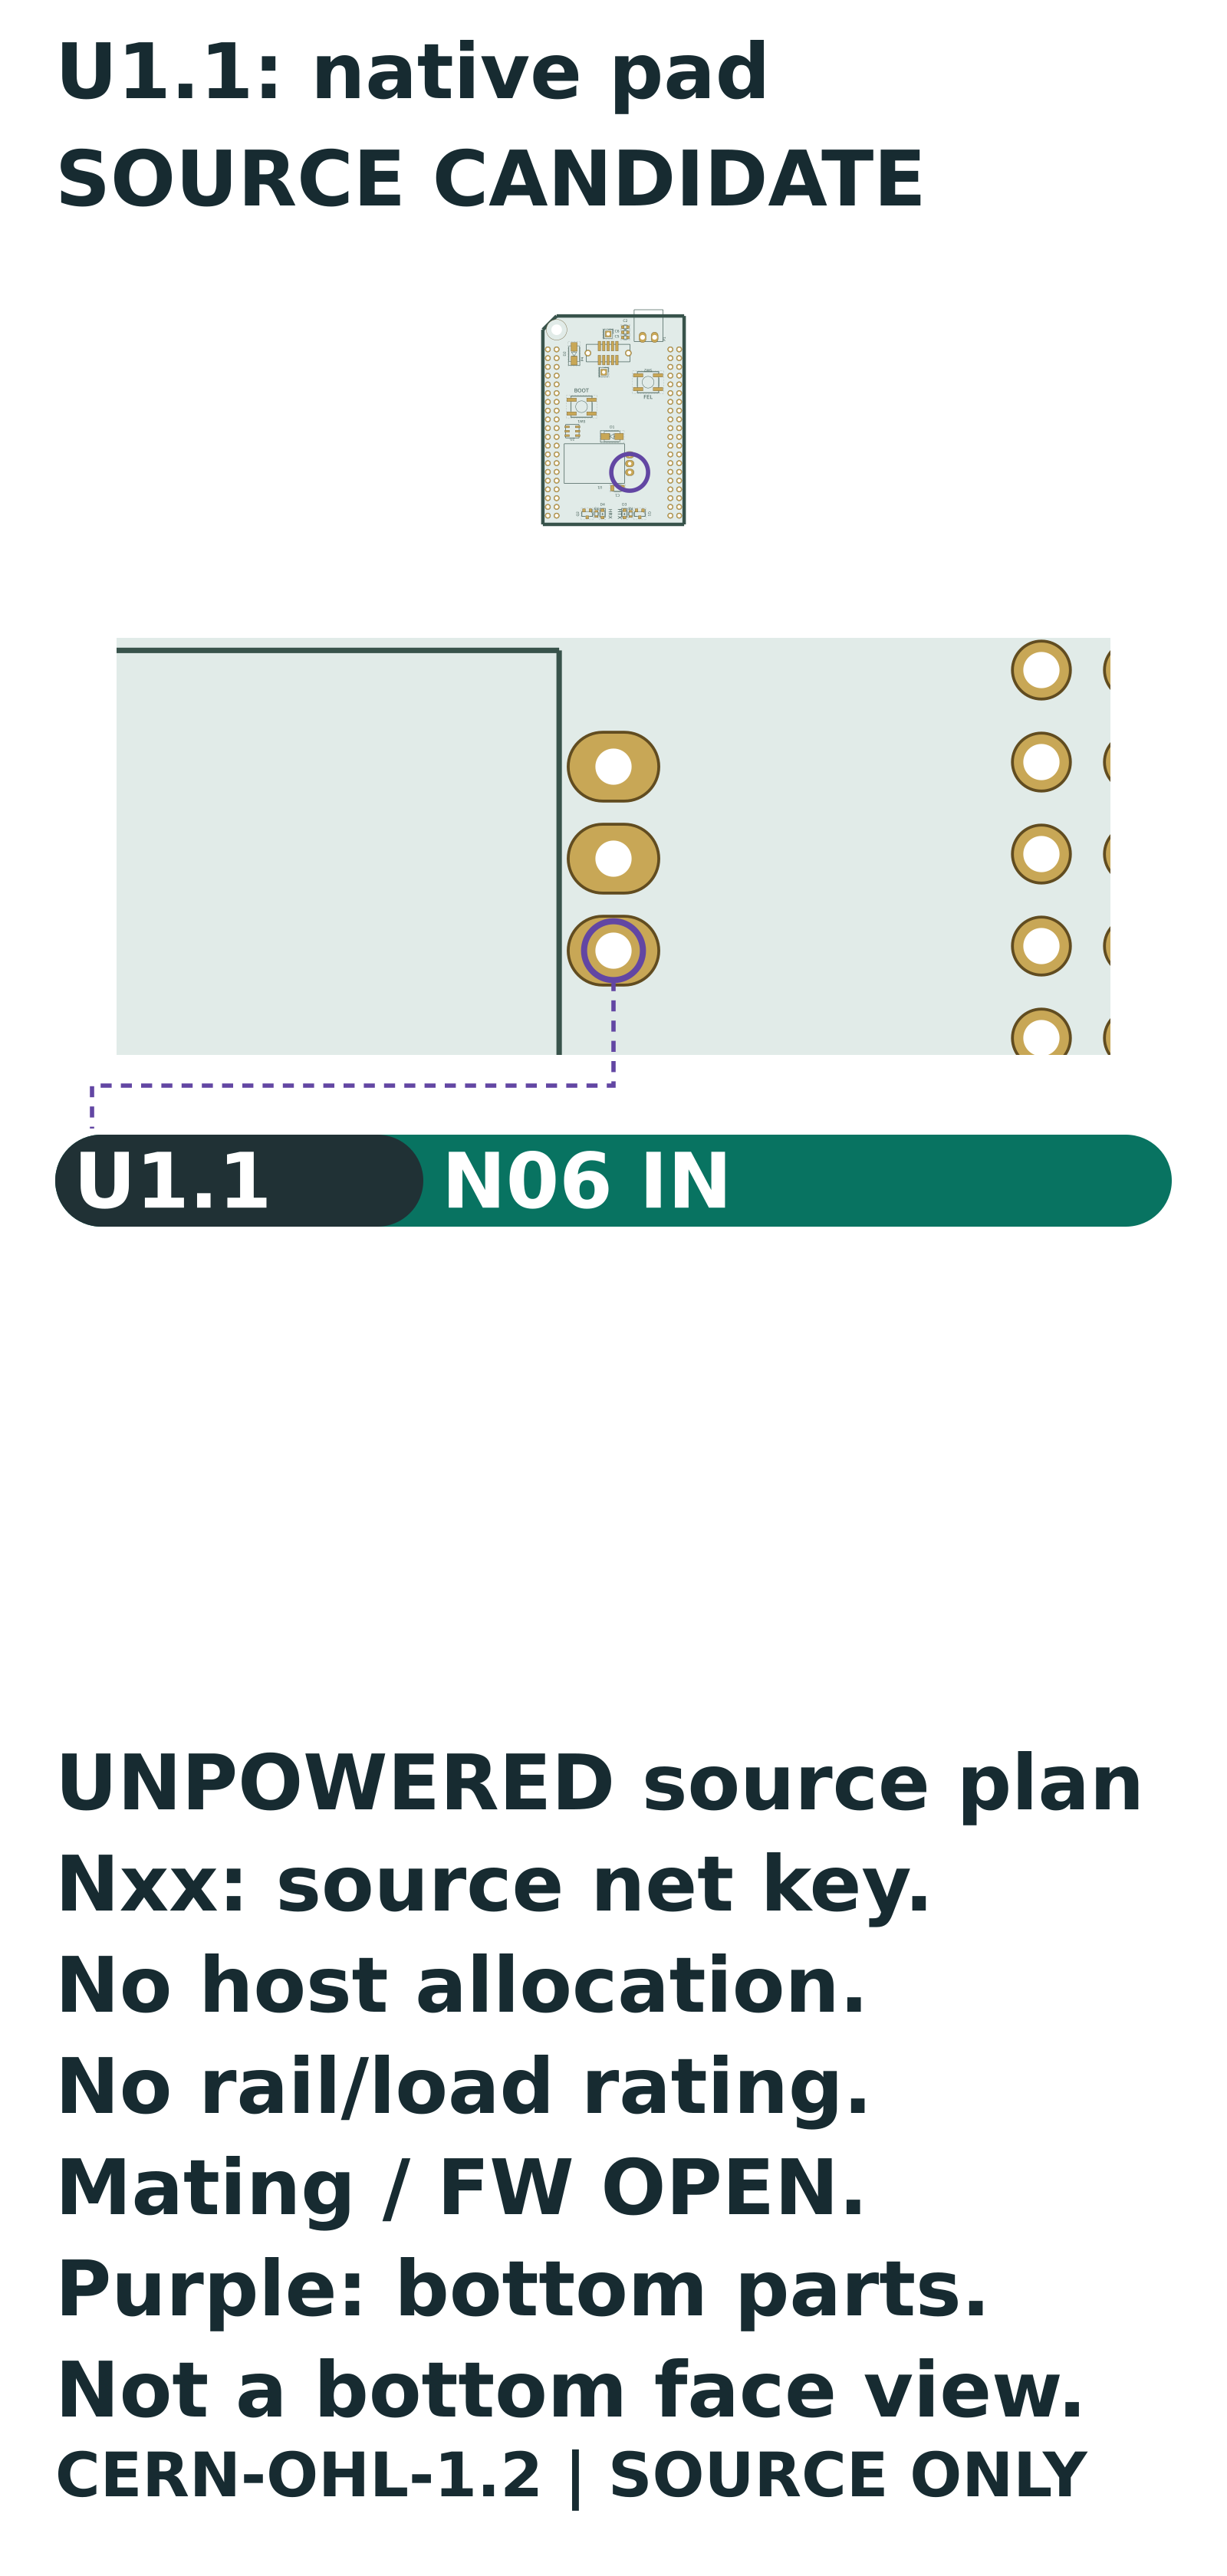 U1.1: native pad
SOURCE CANDIDATE
BOOT
FEL
U1.1 N06 IN
UNPOWERED source plan
Nxx: source net key.
No host allocation.
No rail/load rating.
Mating / FW OPEN.
Purple: bottom parts.
Not a bottom face view.
CERN-OHL-1.2 | SOURCE ONLY